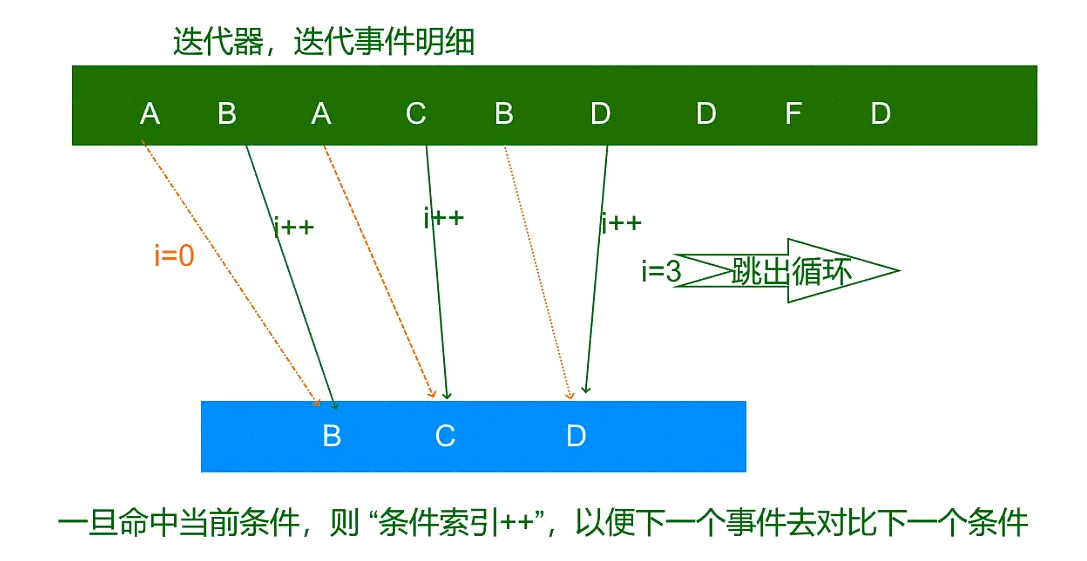 迭代器，迭代事件明细
A B A C B D D F D
i++ i++ i++
i=0
i=3 跳出循环
B C D
一旦命中当前条件，则 “条件索引++”，以便下一个事件去对比下一个条件